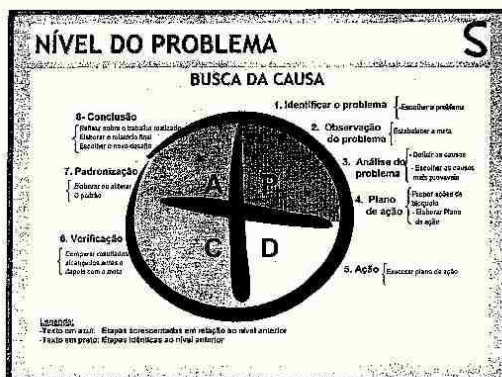 NÍVEL DO PROBLEMA
S
BUSCA DA CAUSA
1. Identificar o problema
-Escolher o problema
2. Observação
do problema
Estabelecer a meta
3. Análise do
problema
- Definir as causas
- Escolher as causas
mais prováveis
4. Plano
de ação
Propor ações de
bloqueio
- Elaborar Plano
de ação
5. Ação
Executar plano de ação
6. Verificação
Comparar resultados
alcançados antes e
depois com a meta
7. Padronização
Elaborar ou alterar
o padrão
8- Conclusão
Refletir sobre o trabalho realizado
Elaborar o relatório final
Escolher o novo desafio
A P
C D
Legenda:
-Texto em azul: Etapas acrescentadas em relação ao nível anterior
-Texto em preto: Etapas idênticas ao nível anterior